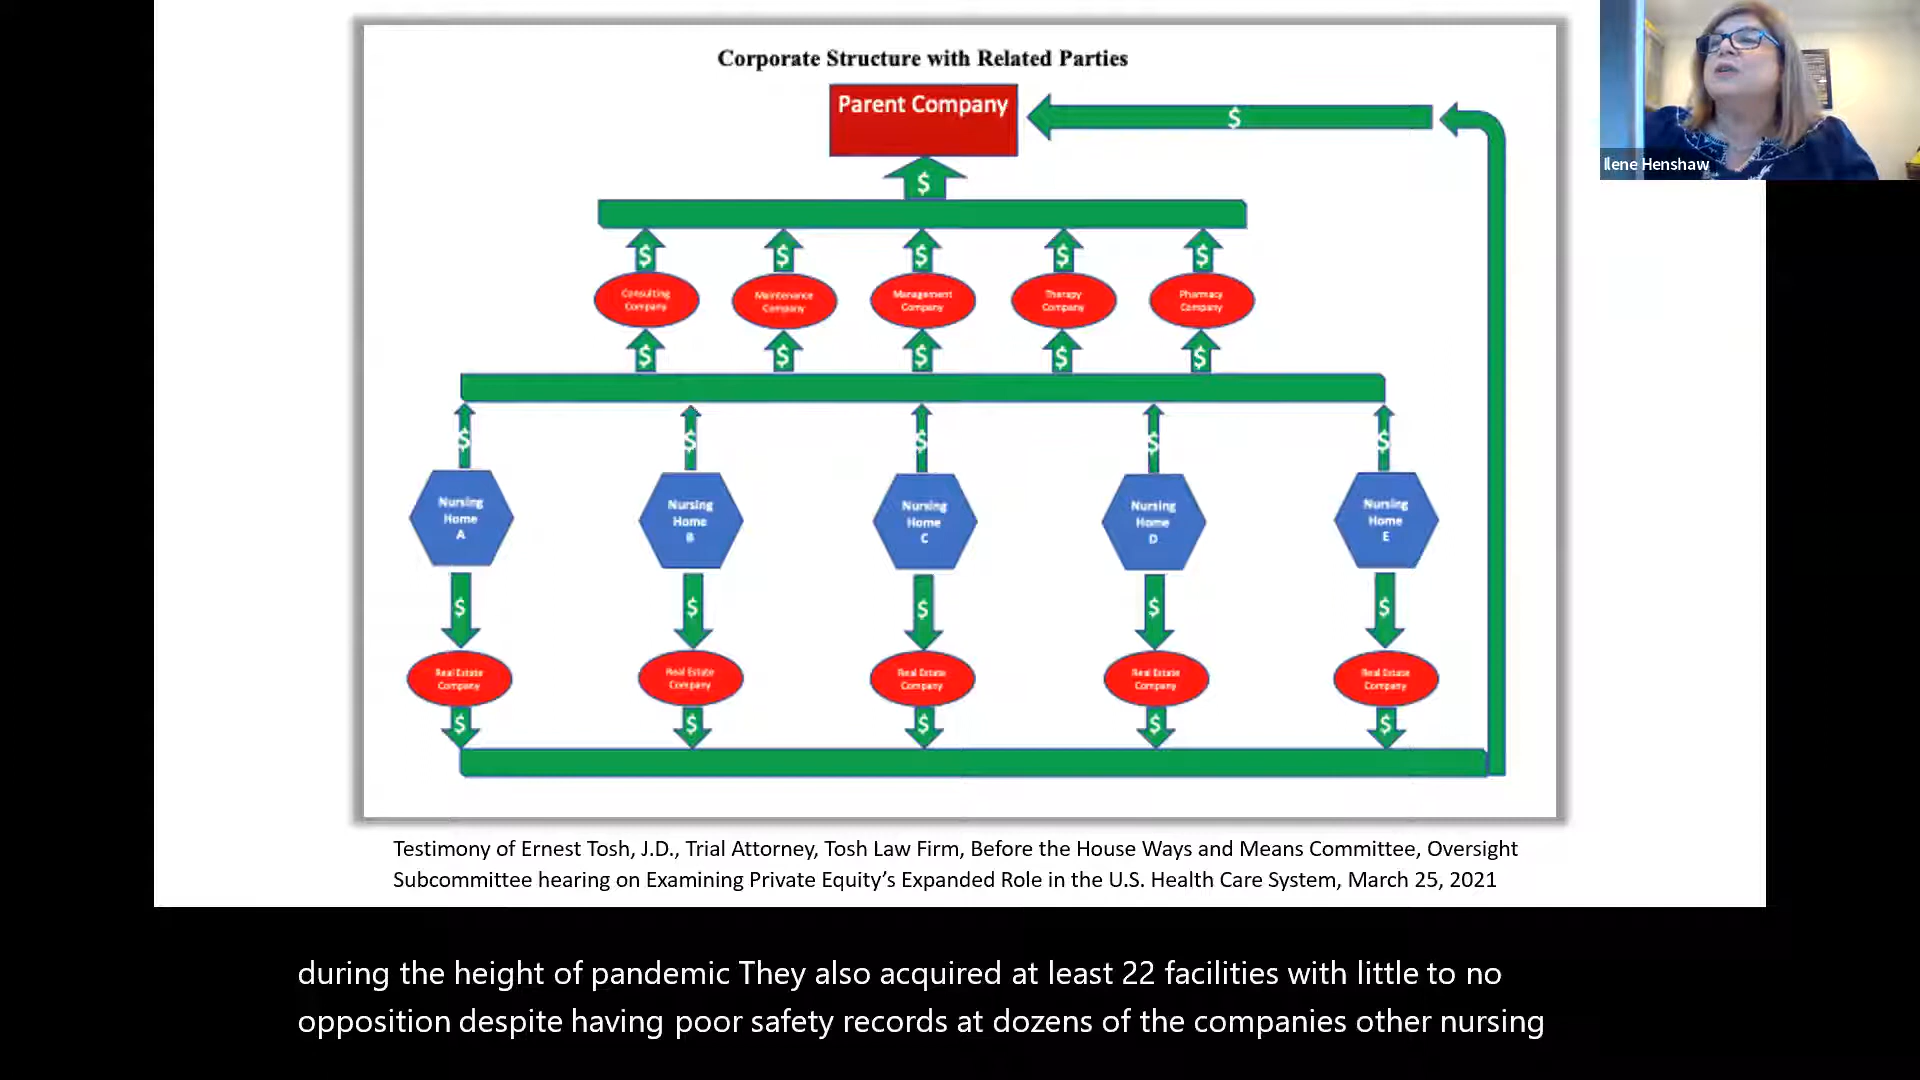 Corporate Structure with Related Parties
Parent Company
$
$
$ $ $ $ $
Consulting Company
Maintenance Company
Management Company
Therapy Company
Pharmacy Company
$ $ $ $ $
$ $ $ $ $
Nursing Home A
Nursing Home B
Nursing Home C
Nursing Home D
Nursing Home E
$ $ $ $ $
Real Estate Company
Real Estate Company
Real Estate Company
Real Estate Company
Real Estate Company
$ $ $ $ $
Testimony of Ernest Tosh, J.D., Trial Attorney, Tosh Law Firm, Before the House Ways and Means Committee, Oversight
Subcommittee hearing on Examining Private Equity’s Expanded Role in the U.S. Health Care System, March 25, 2021
Ilene Henshaw
during the height of pandemic They also acquired at least 22 facilities with little to no
opposition despite having poor safety records at dozens of the companies other nursing